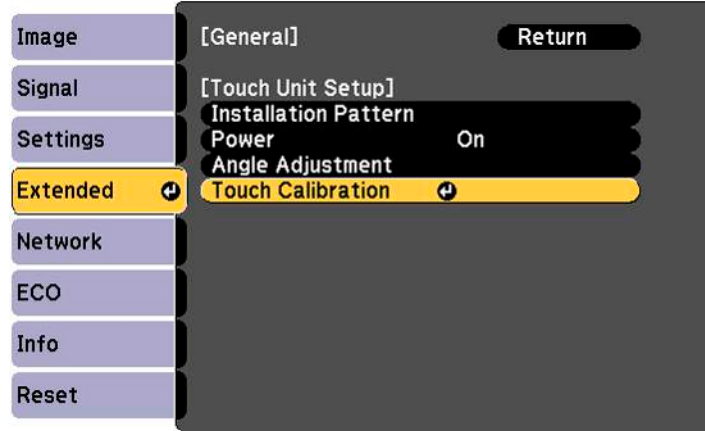 Image
Signal
Settings
Extended
Network
ECO
Info
Reset
[General] Return
[Touch Unit Setup]
Installation Pattern
Power On
Angle Adjustment
Touch Calibration